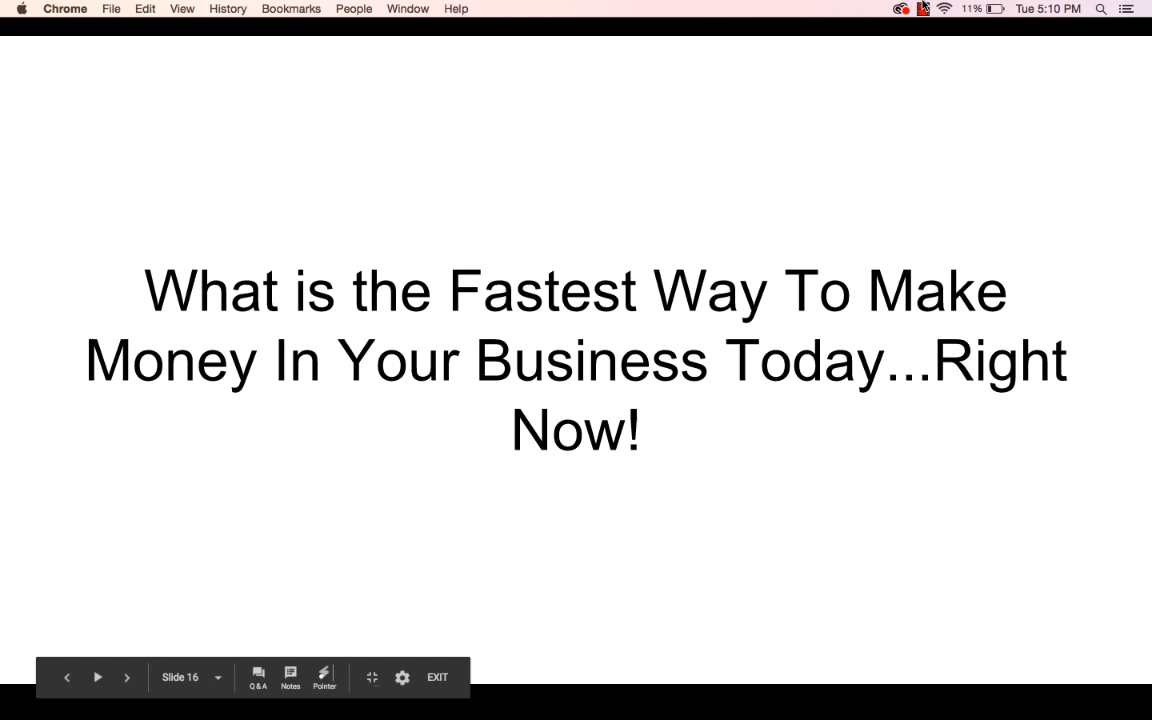 Chrome File Edit View History Bookmarks People Window Help 11% Tue 5:10 PM
What is the Fastest Way To Make
Money In Your Business Today...Right
Now!
Slide 16 Q&A Notes Pointer EXIT